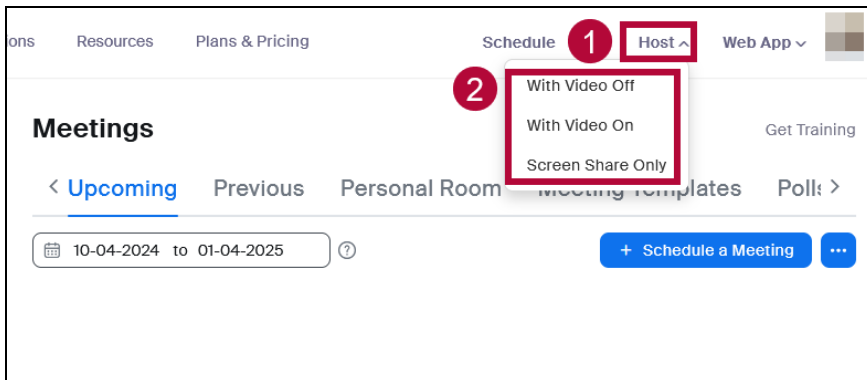 ons Resources Plans & Pricing Schedule 1 Host Web App
2
With Video Off
With Video On
Screen Share Only
Meetings
Get Training
Upcoming Previous Personal Room Meeting Templates Polls
10-04-2024 to 01-04-2025 ?
+ Schedule a Meeting ...